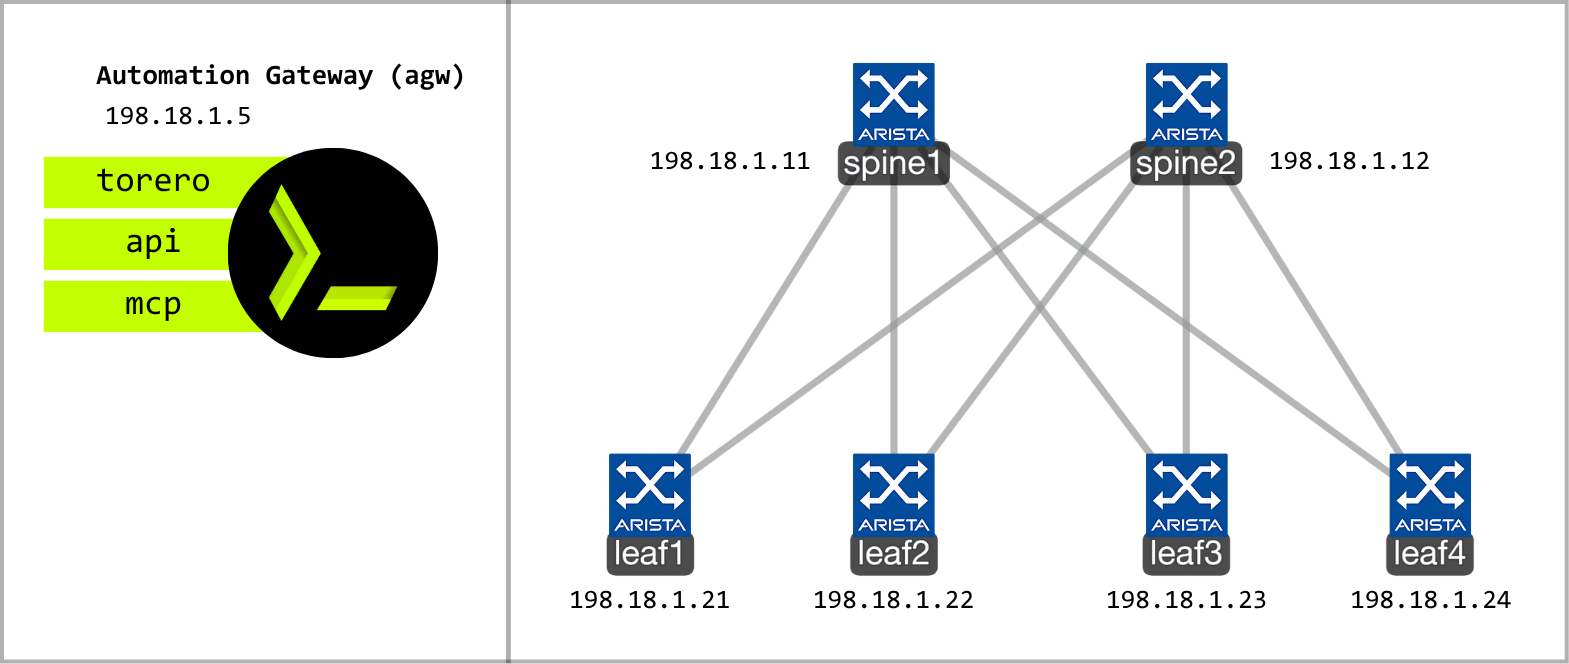 Automation Gateway (agw)
198.18.1.5
torero
api
mcp
ARISTA
ARISTA
198.18.1.11
spine1
spine2
198.18.1.12
ARISTA
ARISTA
ARISTA
ARISTA
leaf1
leaf2
leaf3
leaf4
198.18.1.21
198.18.1.22
198.18.1.23
198.18.1.24